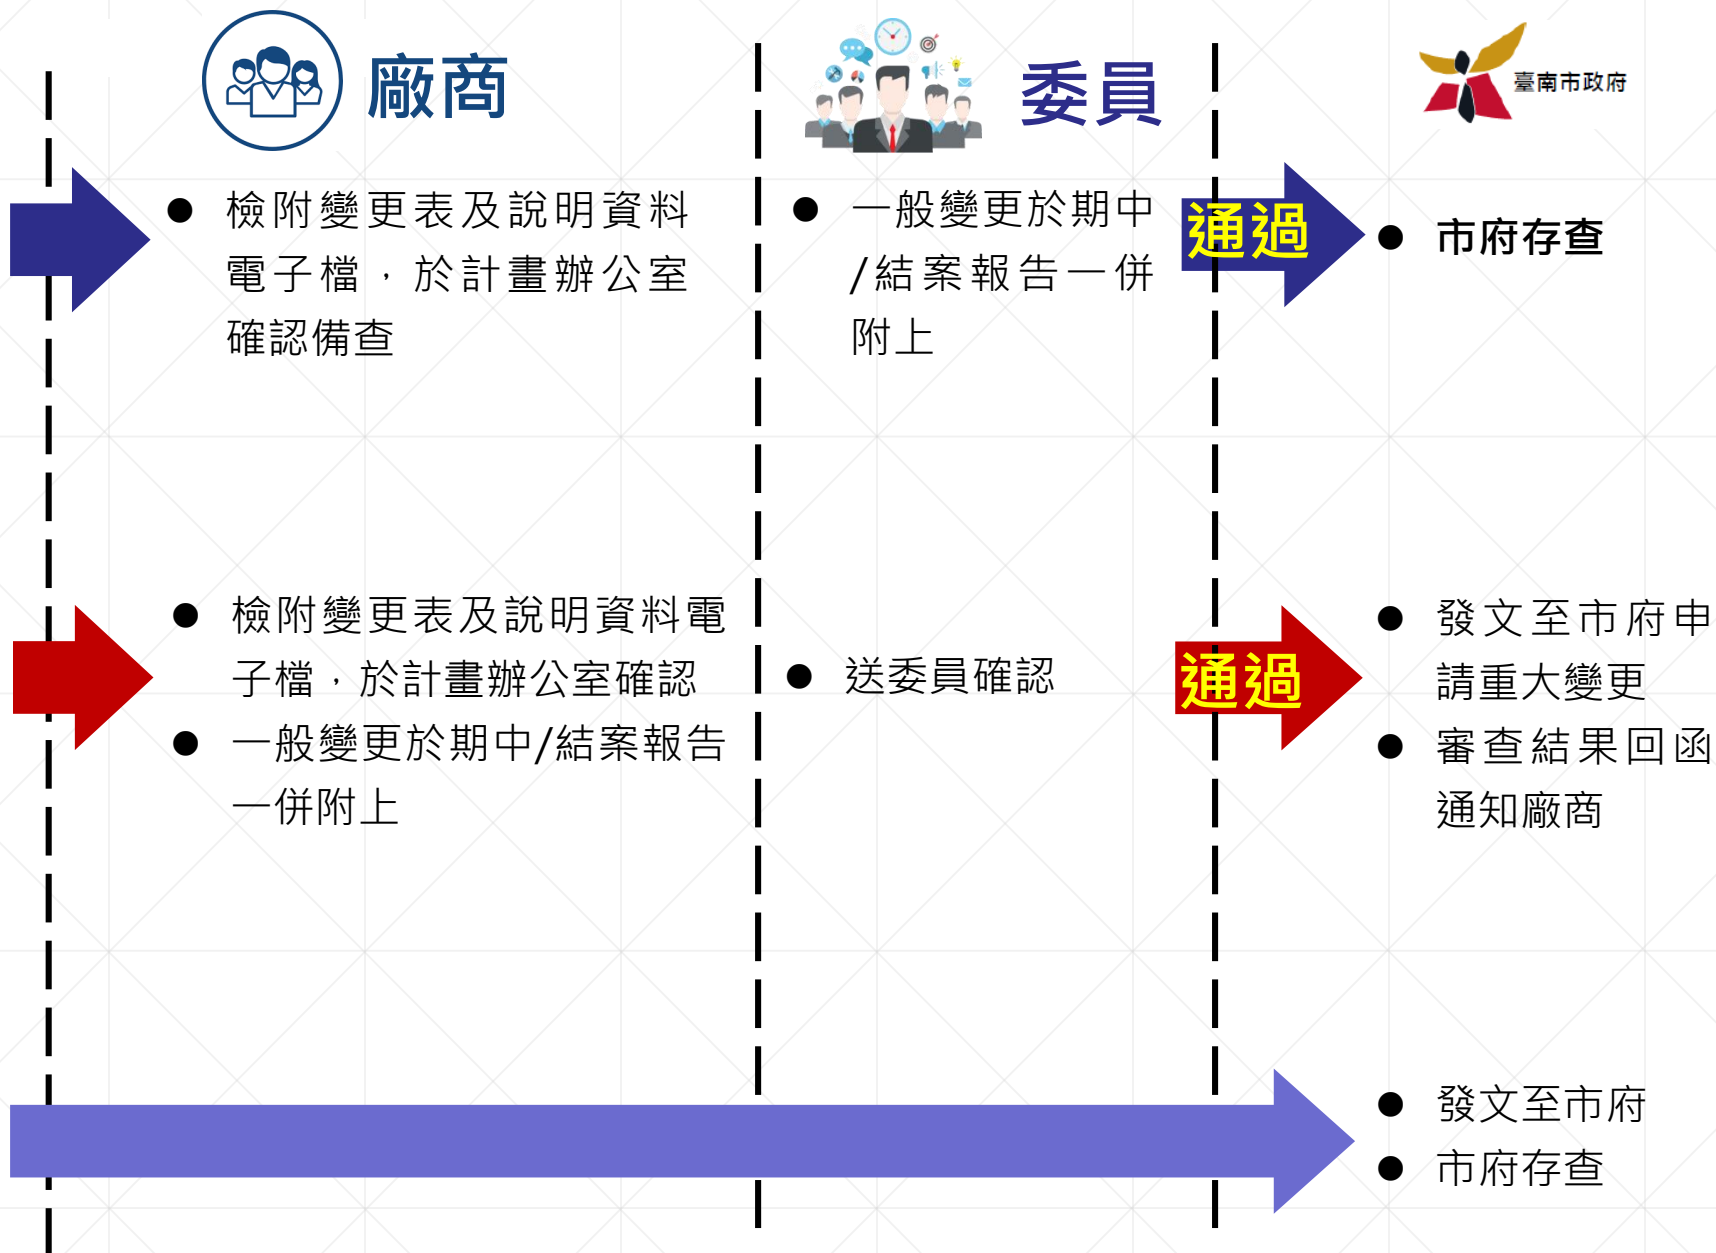 廠商
委員
臺南市政府
● 檢附變更表及說明資料
電子檔，於計畫辦公室
確認備查
● 一般變更於期中
/結案報告一併
附上
通過
● 市府存查
● 檢附變更表及說明資料電
子檔，於計畫辦公室確認
● 一般變更於期中/結案報告
一併附上
● 送委員確認
通過
● 發文至市府申
請重大變更
● 審查結果回函
通知廠商
● 發文至市府
● 市府存查